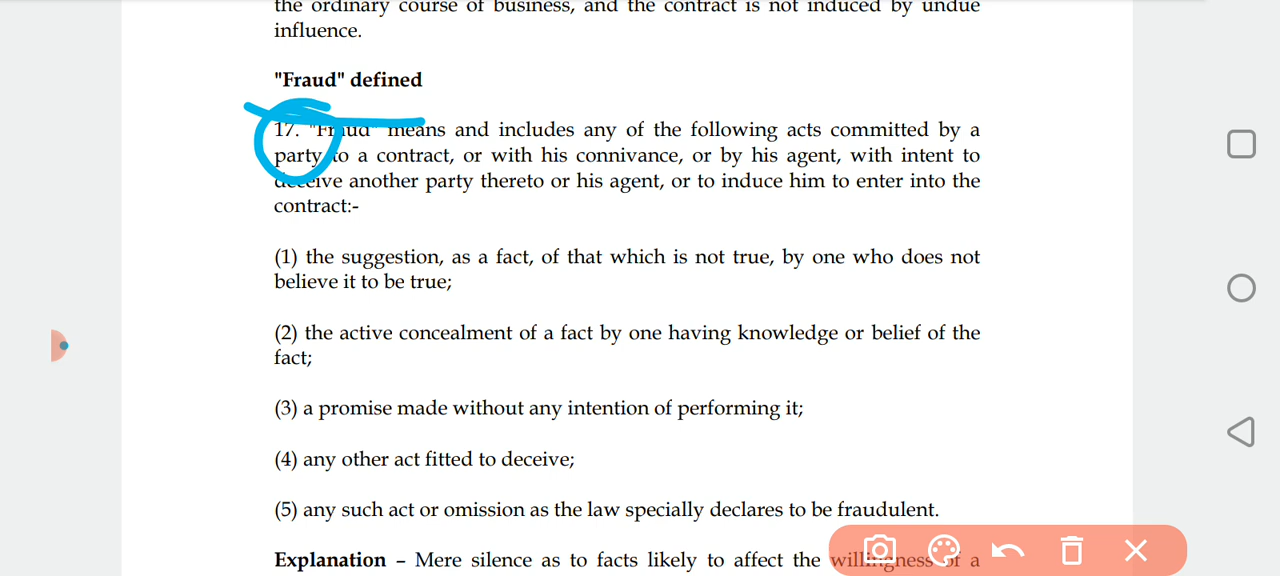 the ordinary course of business, and the contract is not induced by undue
influence.
"Fraud" defined
17. "Fraud" means and includes any of the following acts committed by a
party to a contract, or with his connivance, or by his agent, with intent to
deceive another party thereto or his agent, or to induce him to enter into the
contract:-
(1) the suggestion, as a fact, of that which is not true, by one who does not
believe it to be true;
(2) the active concealment of a fact by one having knowledge or belief of the
fact;
(3) a promise made without any intention of performing it;
(4) any other act fitted to deceive;
(5) any such act or omission as the law specially declares to be fraudulent.
Explanation – Mere silence as to facts likely to affect the willingness of a